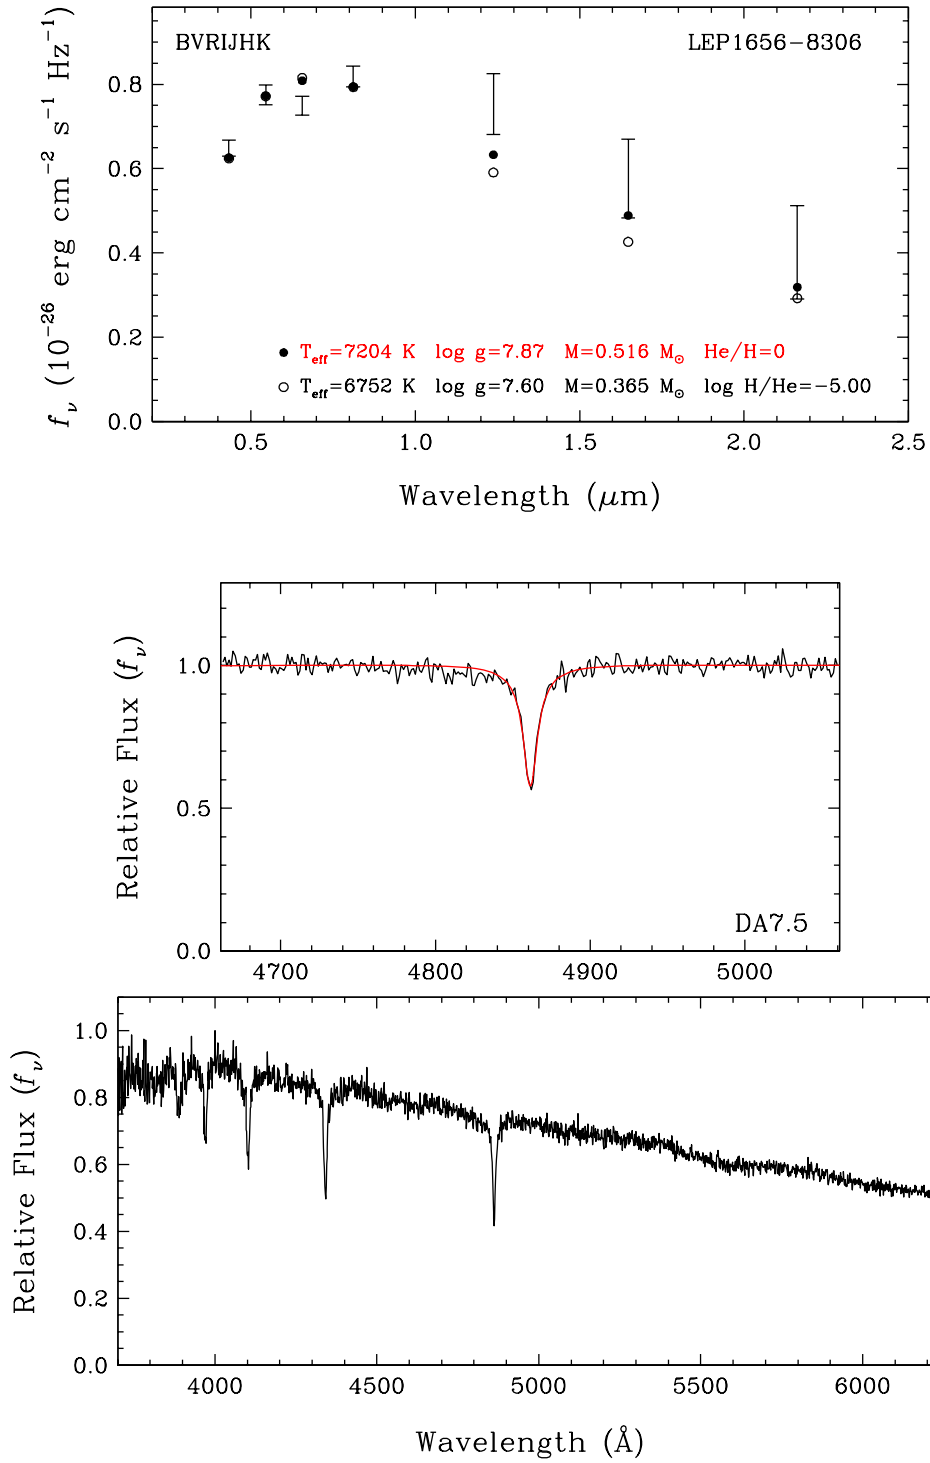 BVRIJHK LEP1656−8306
f_ν (10^−26 erg cm^−2 s^−1 Hz^−1)
0.8
0.6
0.4
0.2
0.0
● T_eff=7204 K log g=7.87 M=0.516 M_⊙ He/H=0
○ T_eff=6752 K log g=7.60 M=0.365 M_⊙ log H/He=−5.00
0.5 1.0 1.5 2.0 2.5
Wavelength (μm)
Relative Flux (f_ν)
1.0
0.5
0.0
DA7.5
4700 4800 4900 5000
Relative Flux (f_ν)
1.0
0.8
0.6
0.4
0.2
0.0
4000 4500 5000 5500 6000
Wavelength (Å)